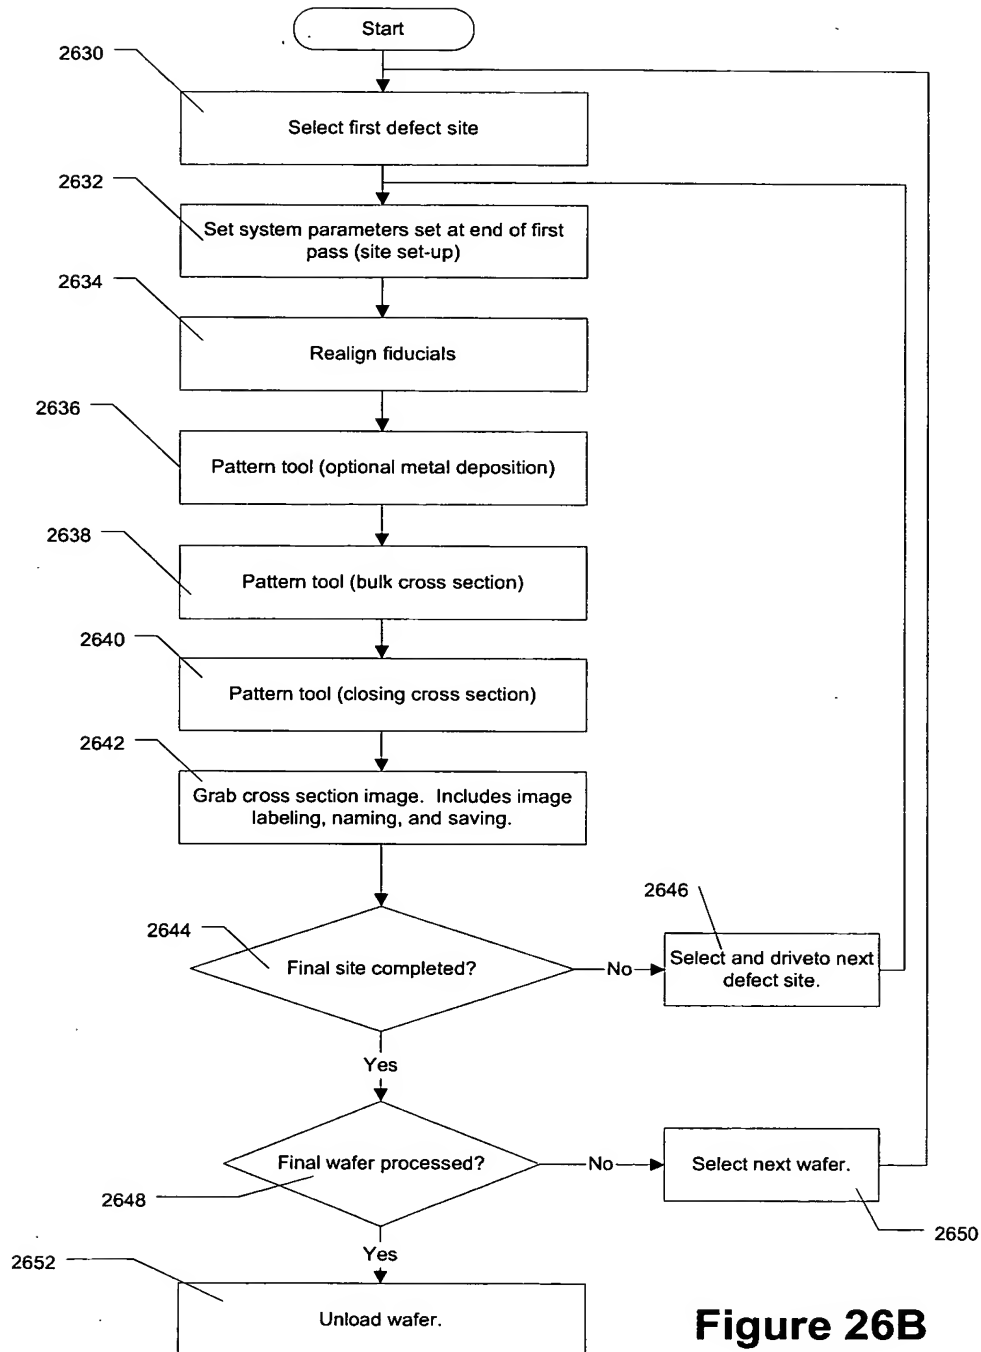 Start
2630
Select first defect site
2632
Set system parameters set at end of first
pass (site set-up)
2634
Realign fiducials
2636
Pattern tool (optional metal deposition)
2638
Pattern tool (bulk cross section)
2640
Pattern tool (closing cross section)
2642
Grab cross section image. Includes image
labeling, naming, and saving.
2644
Final site completed?
No
2646
Select and driveto next
defect site.
Yes
Final wafer processed?
2648
No
Select next wafer.
2650
Yes
2652
Unload wafer.
Figure 26B